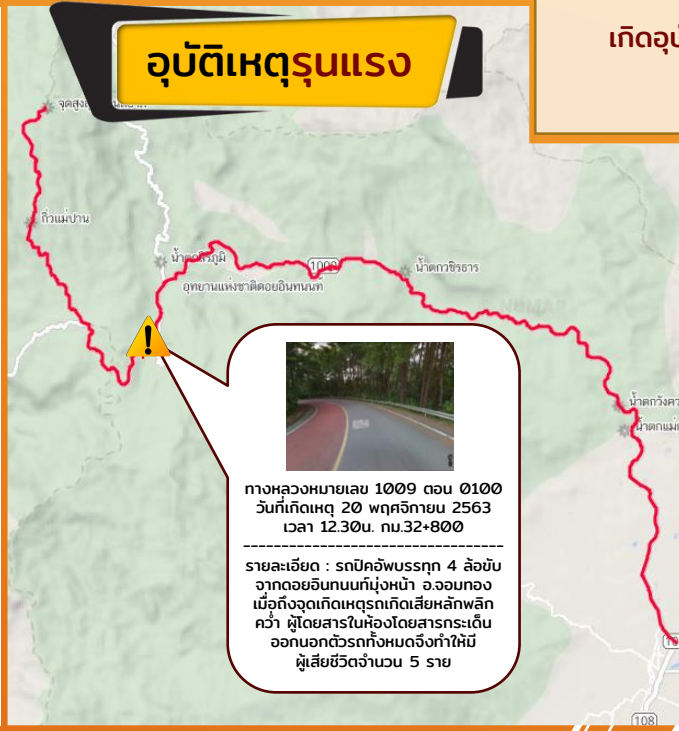 อุบัติเหตุรุนแรง
กิ่วแม่ปาน
1009
น้ำตกวชิรธาร
อุทยานแห่งชาติดอยอินทนนท์
ทางหลวงหมายเลข 1009 ตอน 0100
วันที่เกิดเหตุ 20 พฤศจิกายน 2563
เวลา 12.30น. กม.32+800
----------------------------------
รายละเอียด : รถปิคอัพบรรทุก 4 ล้อขับ
จากดอยอินทนนท์มุ่งหน้า อ.จอมทอง
เมื่อถึงจุดเกิดเหตุรถเกิดเสียหลักพลิก
คว่ำ ผู้โดยสารในห้องโดยสารกระเด็น
ออกนอกตัวรถทั้งหมดจึงทำให้มี
ผู้เสียชีวิตจำนวน 5 ราย
108